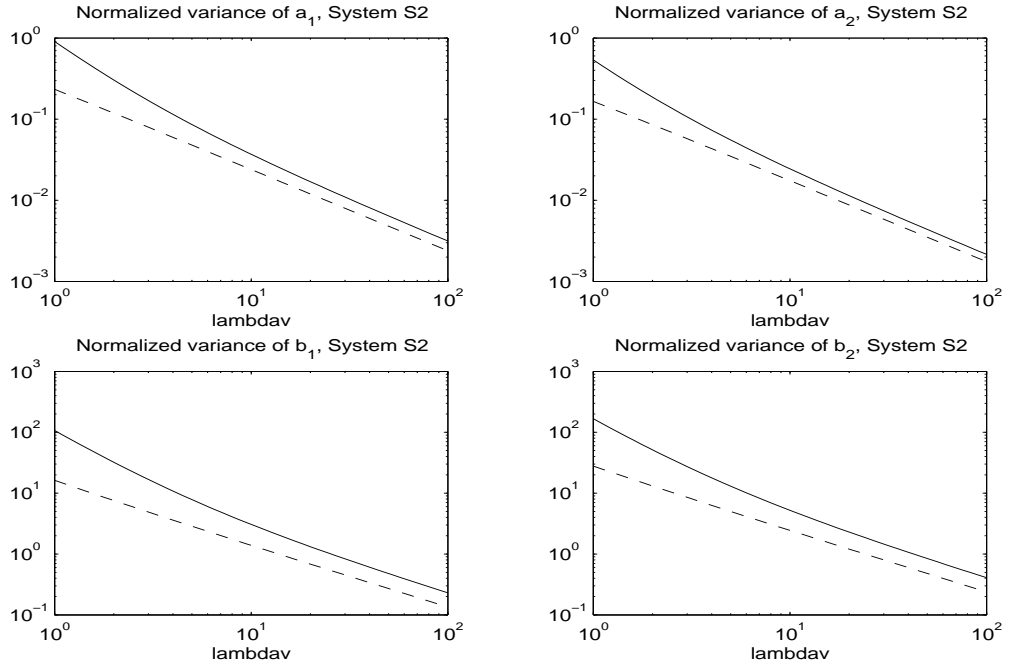 Normalized variance of a₁, System S2
10⁰
10⁻¹
10⁻²
10⁻³
10⁰ 10¹ 10²
lambdav
Normalized variance of a₂, System S2
10⁰
10⁻¹
10⁻²
10⁻³
10⁰ 10¹ 10²
lambdav
Normalized variance of b₁, System S2
10³
10²
10¹
10⁰
10⁻¹
10⁰ 10¹ 10²
lambdav
Normalized variance of b₂, System S2
10³
10²
10¹
10⁰
10⁻¹
10⁰ 10¹ 10²
lambdav